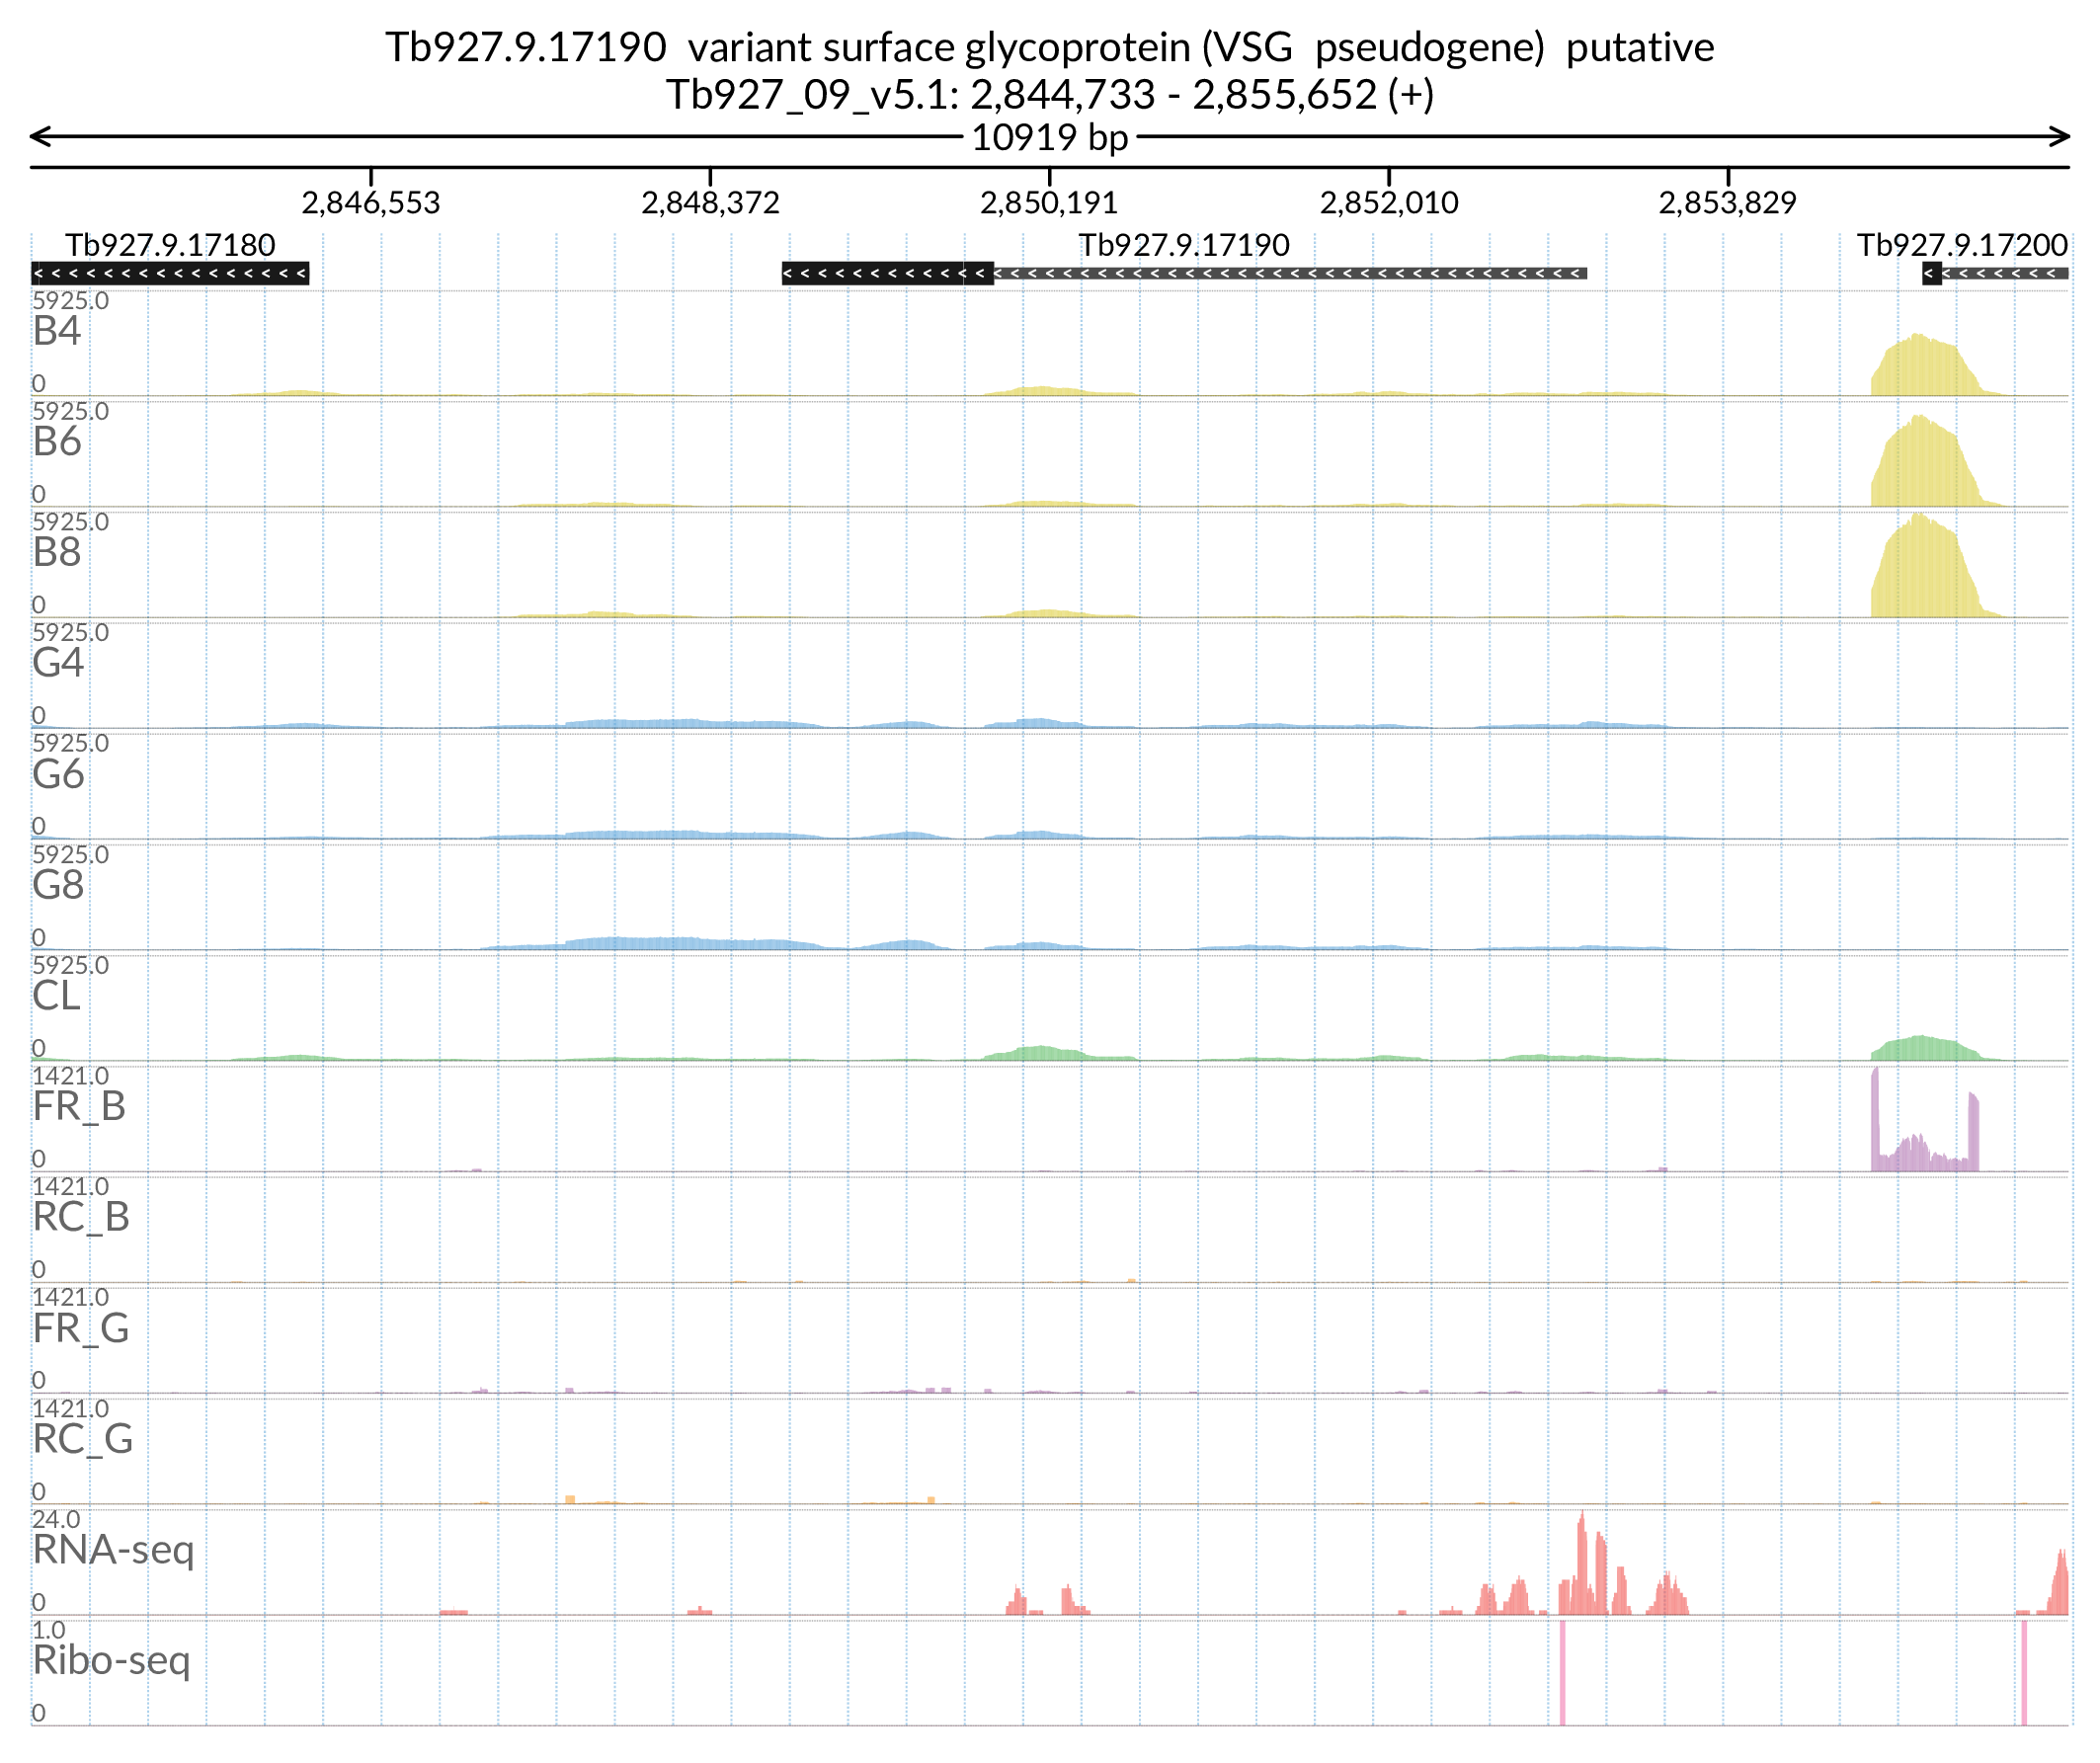 Tb927.9.17190 variant surface glycoprotein (VSG pseudogene) putative
Tb927_09_v5.1: 2,844,733 - 2,855,652 (+)
10919 bp
2,846,553 2,848,372 2,850,191 2,852,010 2,853,829
Tb927.9.17180 Tb927.9.17190 Tb927.9.17200
5925.0
B4
0
5925.0
B6
0
5925.0
B8
0
5925.0
G4
0
5925.0
G6
0
5925.0
G8
0
5925.0
CL
0
1421.0
FR_B
0
1421.0
RC_B
0
1421.0
FR_G
0
1421.0
RC_G
0
24.0
RNA-seq
0
1.0
Ribo-seq
0